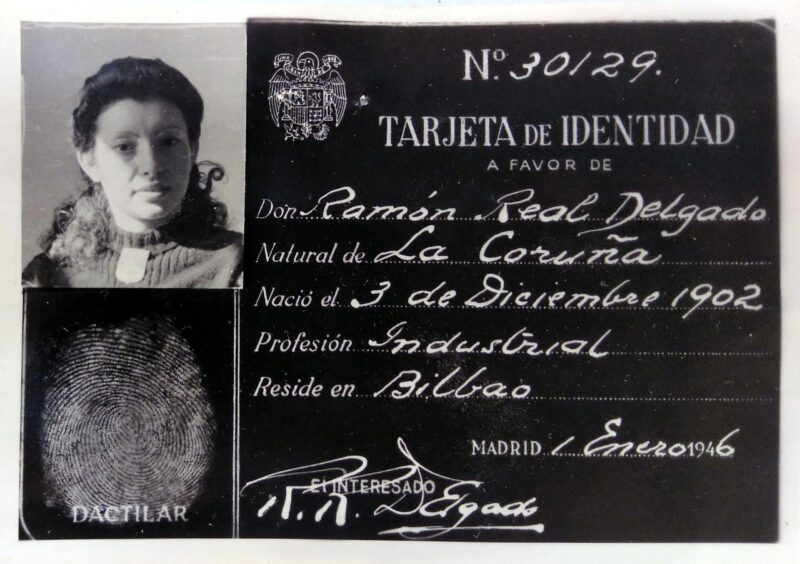 Nº 30129.
TARJETA DE IDENTIDAD
A FAVOR DE
Don Ramón Real Delgado
Natural de La Coruña
Nació el 3 de Diciembre 1902
Profesión Industrial
Reside en Bilbao
MADRID 1 Enero 1946
El INTERESADO
R. R. Delgado
DACTILAR